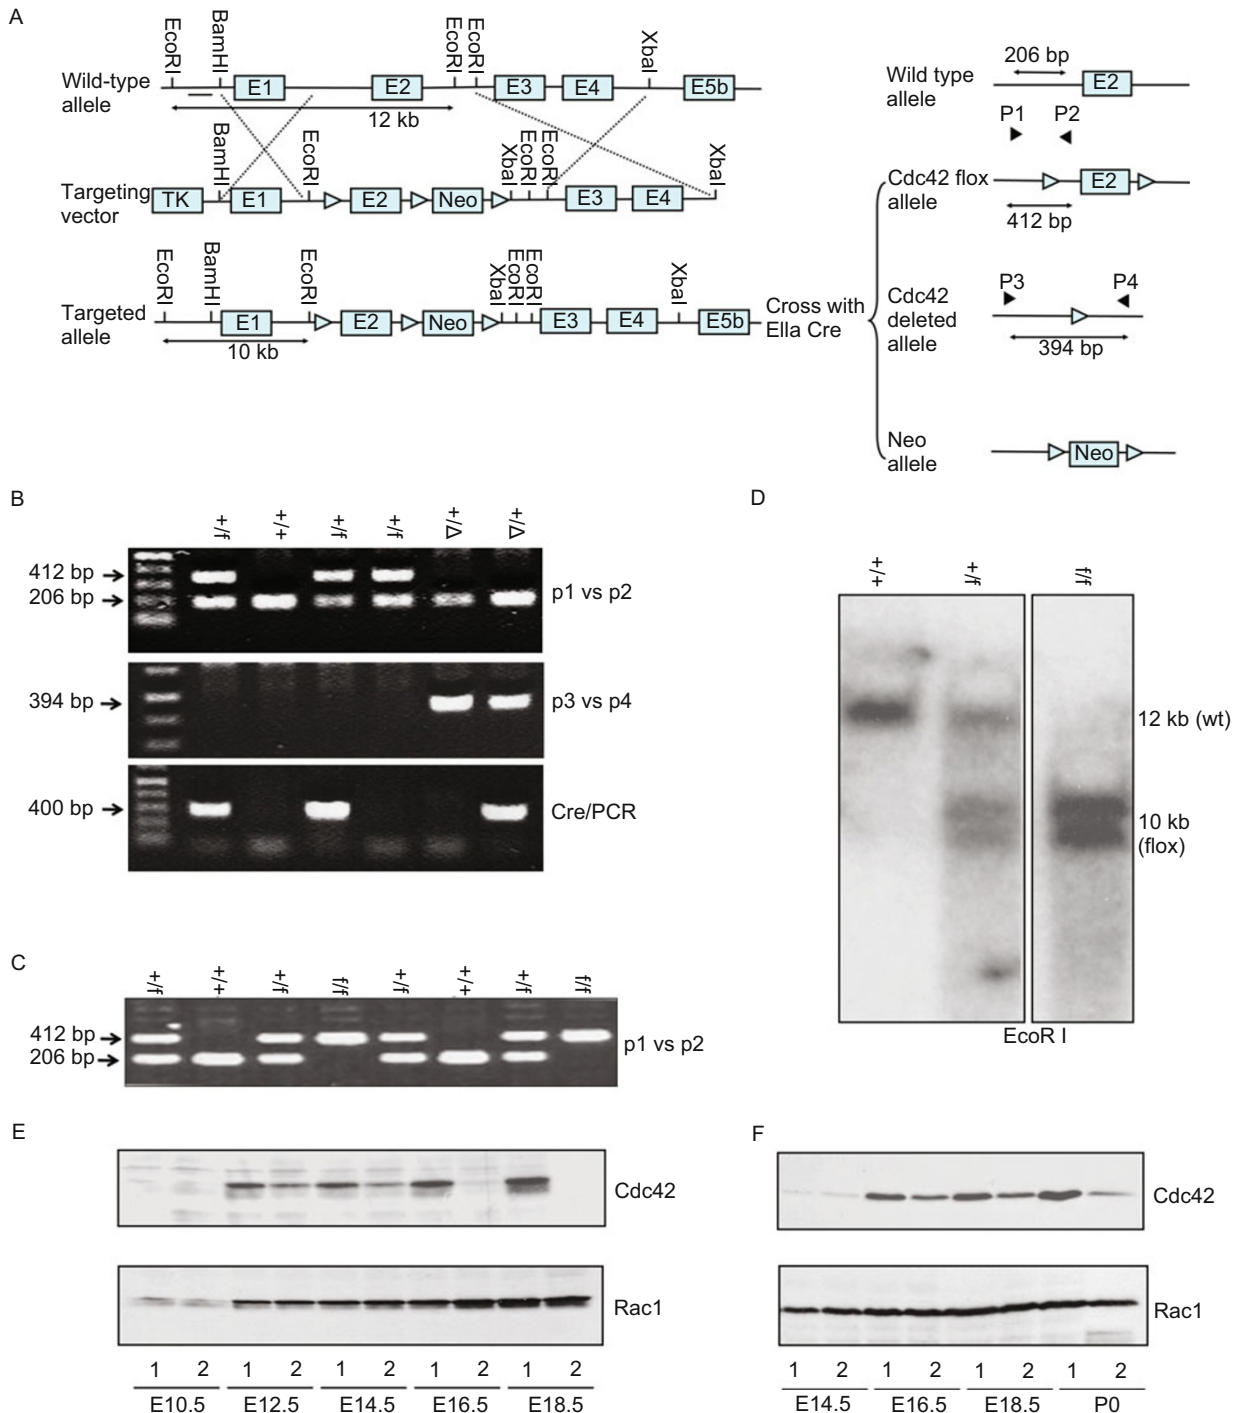 A
EcoRI
BamHI
EcoRI
EcoRI
XbaI
Wild-type
allele
E1
E2
E3
E4
E5b
12 kb
BamHI
EcoRI
XbaI
EcoRI
EcoRI
XbaI
Targeting
vector
TK
E1
E2
Neo
E3
E4
EcoRI
BamHI
EcoRI
XbaI
EcoRI
EcoRI
XbaI
Targeted
allele
E1
E2
Neo
E3
E4
E5b
10 kb
Cross with
Ella Cre
206 bp
Wild type
allele
E2
P1
P2
Cdc42 flox
allele
E2
412 bp
P3
P4
Cdc42
deleted
allele
394 bp
Neo
allele
Neo
B
+/f
+/+
+/f
+/f
+/Δ
+/Δ
412 bp
206 bp
p1 vs p2
394 bp
p3 vs p4
400 bp
Cre/PCR
C
+/f
+/+
+/f
f/f
+/f
+/+
+/f
f/f
412 bp
206 bp
p1 vs p2
D
+/+
+/f
f/f
12 kb (wt)
10 kb
(flox)
EcoR I
E
Cdc42
Rac1
1 2 1 2 1 2 1 2 1 2
E10.5 E12.5 E14.5 E16.5 E18.5
F
Cdc42
Rac1
1 2 1 2 1 2 1 2
E14.5 E16.5 E18.5 P0